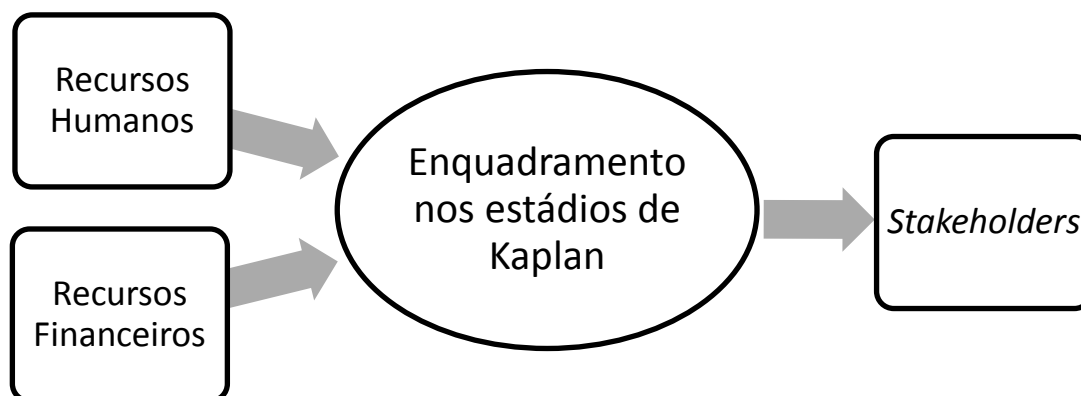 Recursos
Humanos
Recursos
Financeiros
Enquadramento
nos estádios de
Kaplan
Stakeholders